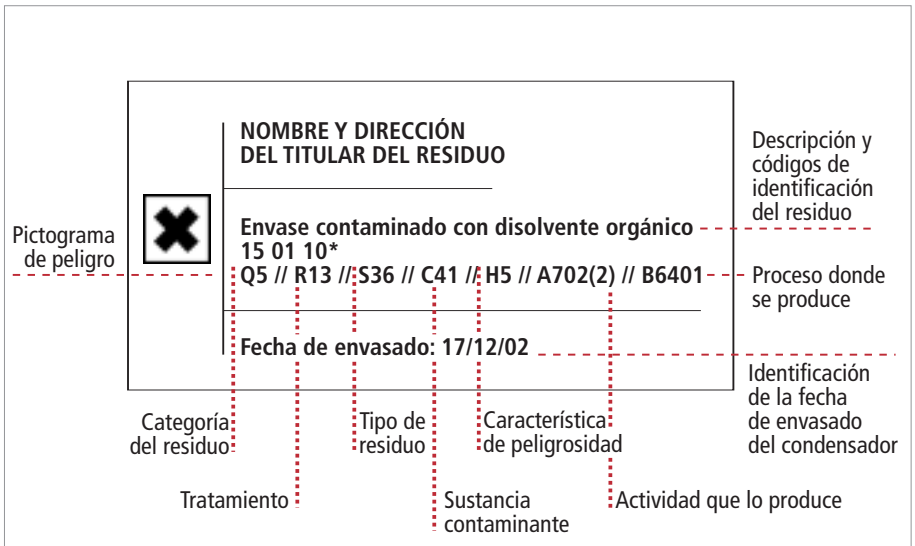 NOMBRE Y DIRECCIÓN
DEL TITULAR DEL RESIDUO
Descripción y
códigos de
identificación
del residuo
Pictograma
de peligro
Envase contaminado con disolvente orgánico
15 01 10*
Q5 // R13 // S36 // C41 // H5 // A702(2) // B6401
Proceso donde
se produce
Fecha de envasado: 17/12/02
Identificación
de la fecha
de envasado
del condensador
Categoría
del residuo
Tipo de
residuo
Característica
de peligrosidad
Tratamiento
Sustancia
contaminante
Actividad que lo produce